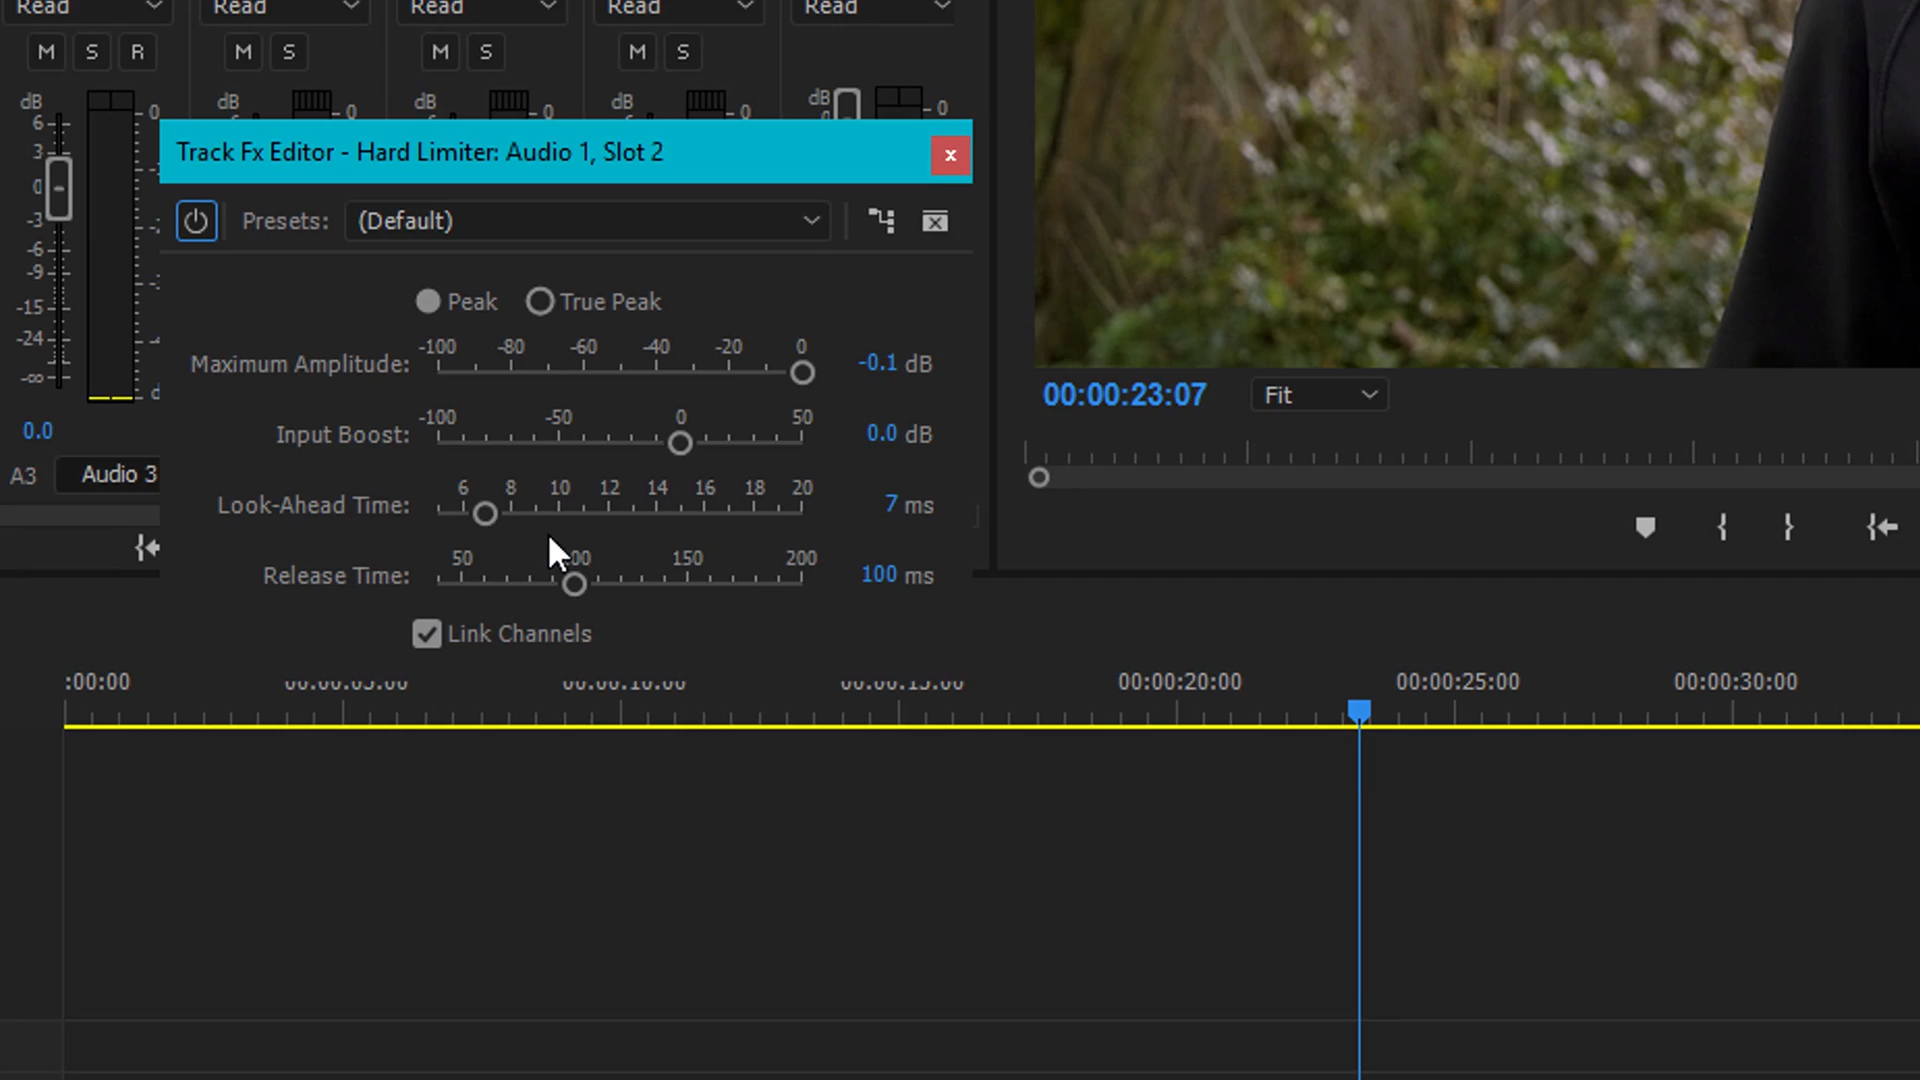 Read Read Read Read Read
M S R M S M S M S
dB dB dB dB dB
6 0 0 0 0 0
3
0
-3
-6
-9
-15
-24
-∞
0.0
A3 Audio 3
Track Fx Editor - Hard Limiter: Audio 1, Slot 2 x
Presets: (Default)
Peak True Peak
-100 -80 -60 -40 -20 0
Maximum Amplitude: -0.1 dB
-100 -50 0 50
Input Boost: 0.0 dB
6 8 10 12 14 16 18 20
Look-Ahead Time: 7 ms
50 150 200
Release Time: 100 ms
Link Channels
00:00:23:07 Fit
:00:00 00:00:05:00 00:00:10:00 00:00:15:00 00:00:20:00 00:00:25:00 00:00:30:00